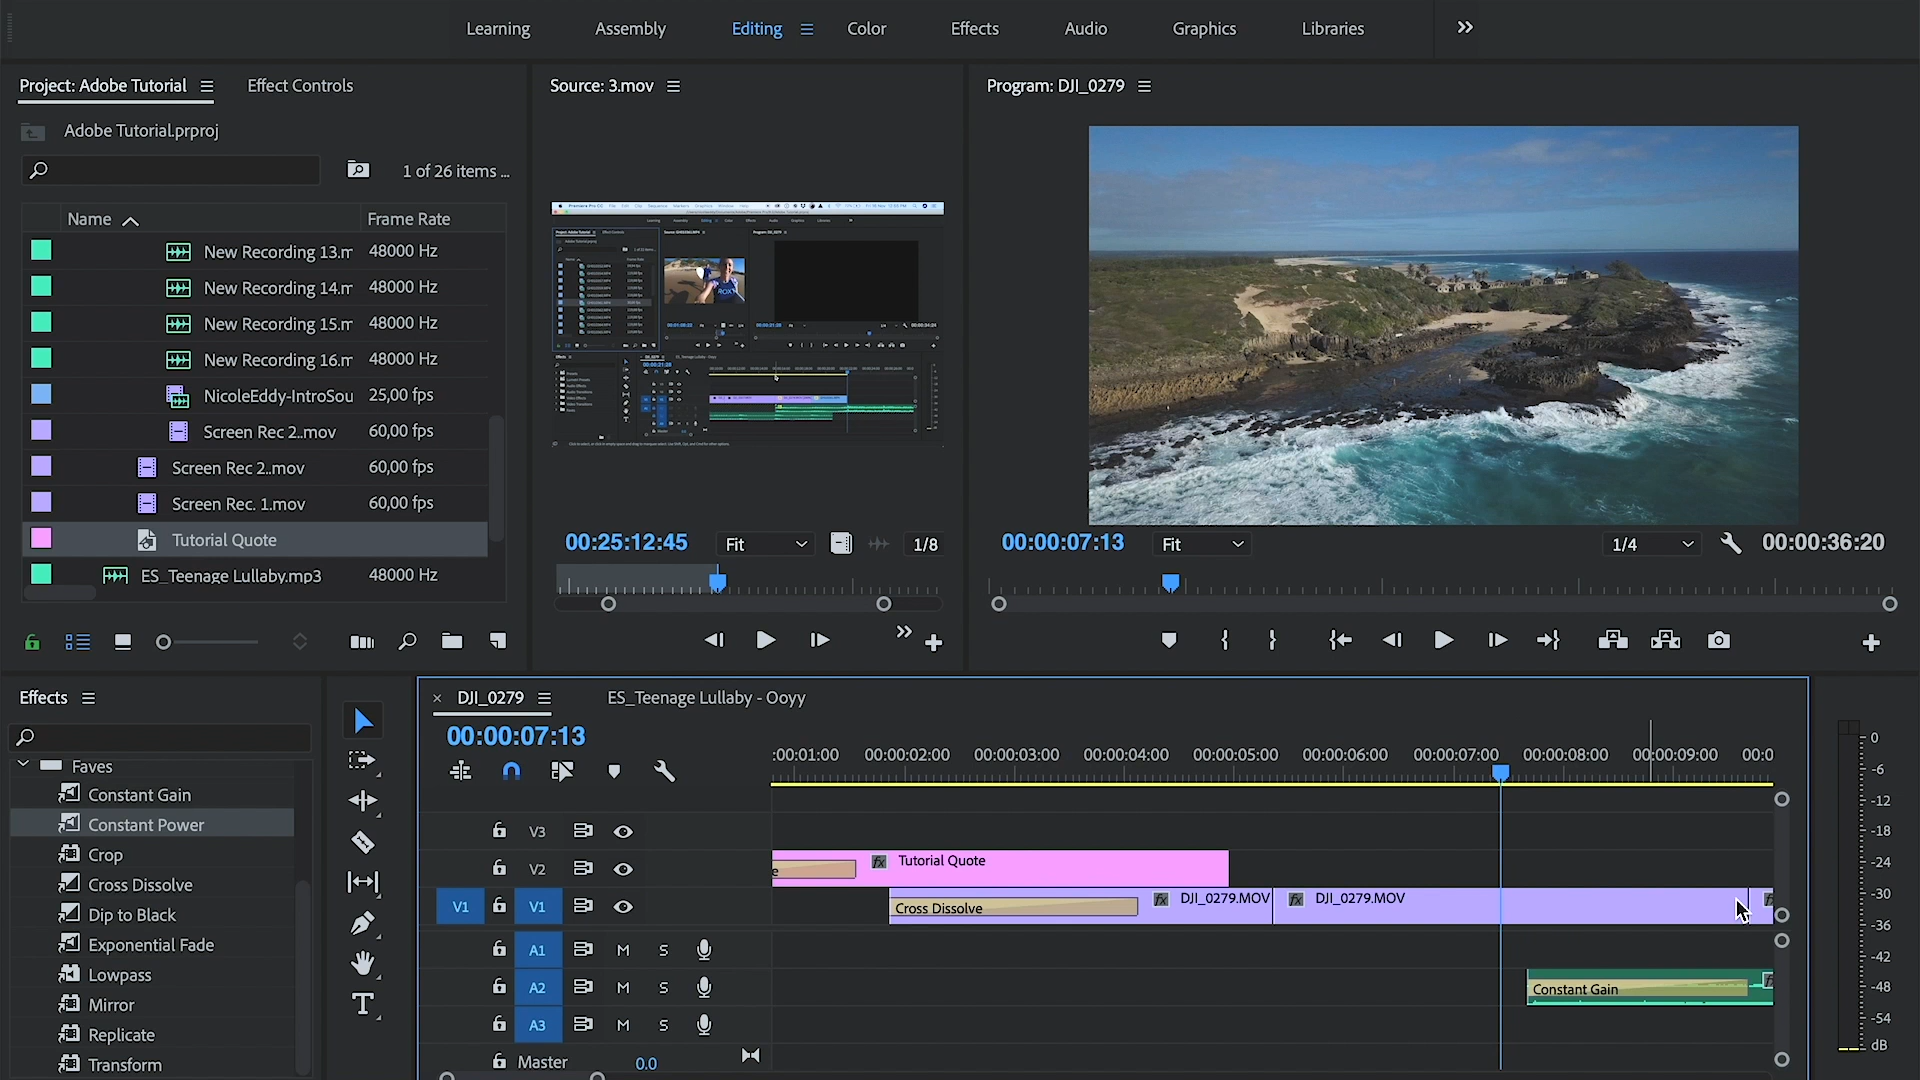 Learning Assembly Editing Color Effects Audio Graphics Libraries
Project: Adobe Tutorial Effect Controls
Adobe Tutorial.prproj
1 of 26 items ...
Name Frame Rate
New Recording 13.m 48000 Hz
New Recording 14.m 48000 Hz
New Recording 15.m 48000 Hz
New Recording 16.m 48000 Hz
NicoleEddy-IntroSou 25,00 fps
Screen Rec 2..mov 60,00 fps
Screen Rec 2..mov 60,00 fps
Screen Rec. 1.mov 60,00 fps
Tutorial Quote
ES_Teenage Lullaby.mp3 48000 Hz
Source: 3.mov
00:25:12:45 Fit 1/8
Program: DJI_0279
00:00:07:13 Fit 1/4 00:00:36:20
Effects
Faves
Constant Gain
Constant Power
Crop
Cross Dissolve
Dip to Black
Exponential Fade
Lowpass
Mirror
Replicate
Transform
× DJI_0279 ES_Teenage Lullaby - Ooyy
00:00:07:13
:00:01:00 00:00:02:00 00:00:03:00 00:00:04:00 00:00:05:00 00:00:06:00 00:00:07:00 00:00:08:00 00:00:09:00 00:0
V3
V2 e fx Tutorial Quote
V1 V1 Cross Dissolve fx DJI_0279.MOV fx DJI_0279.MOV
A1 M S
A2 M S Constant Gain
A3 M S
Master 0.0
0
-6
-12
-18
-24
-30
-36
-42
-48
-54
dB